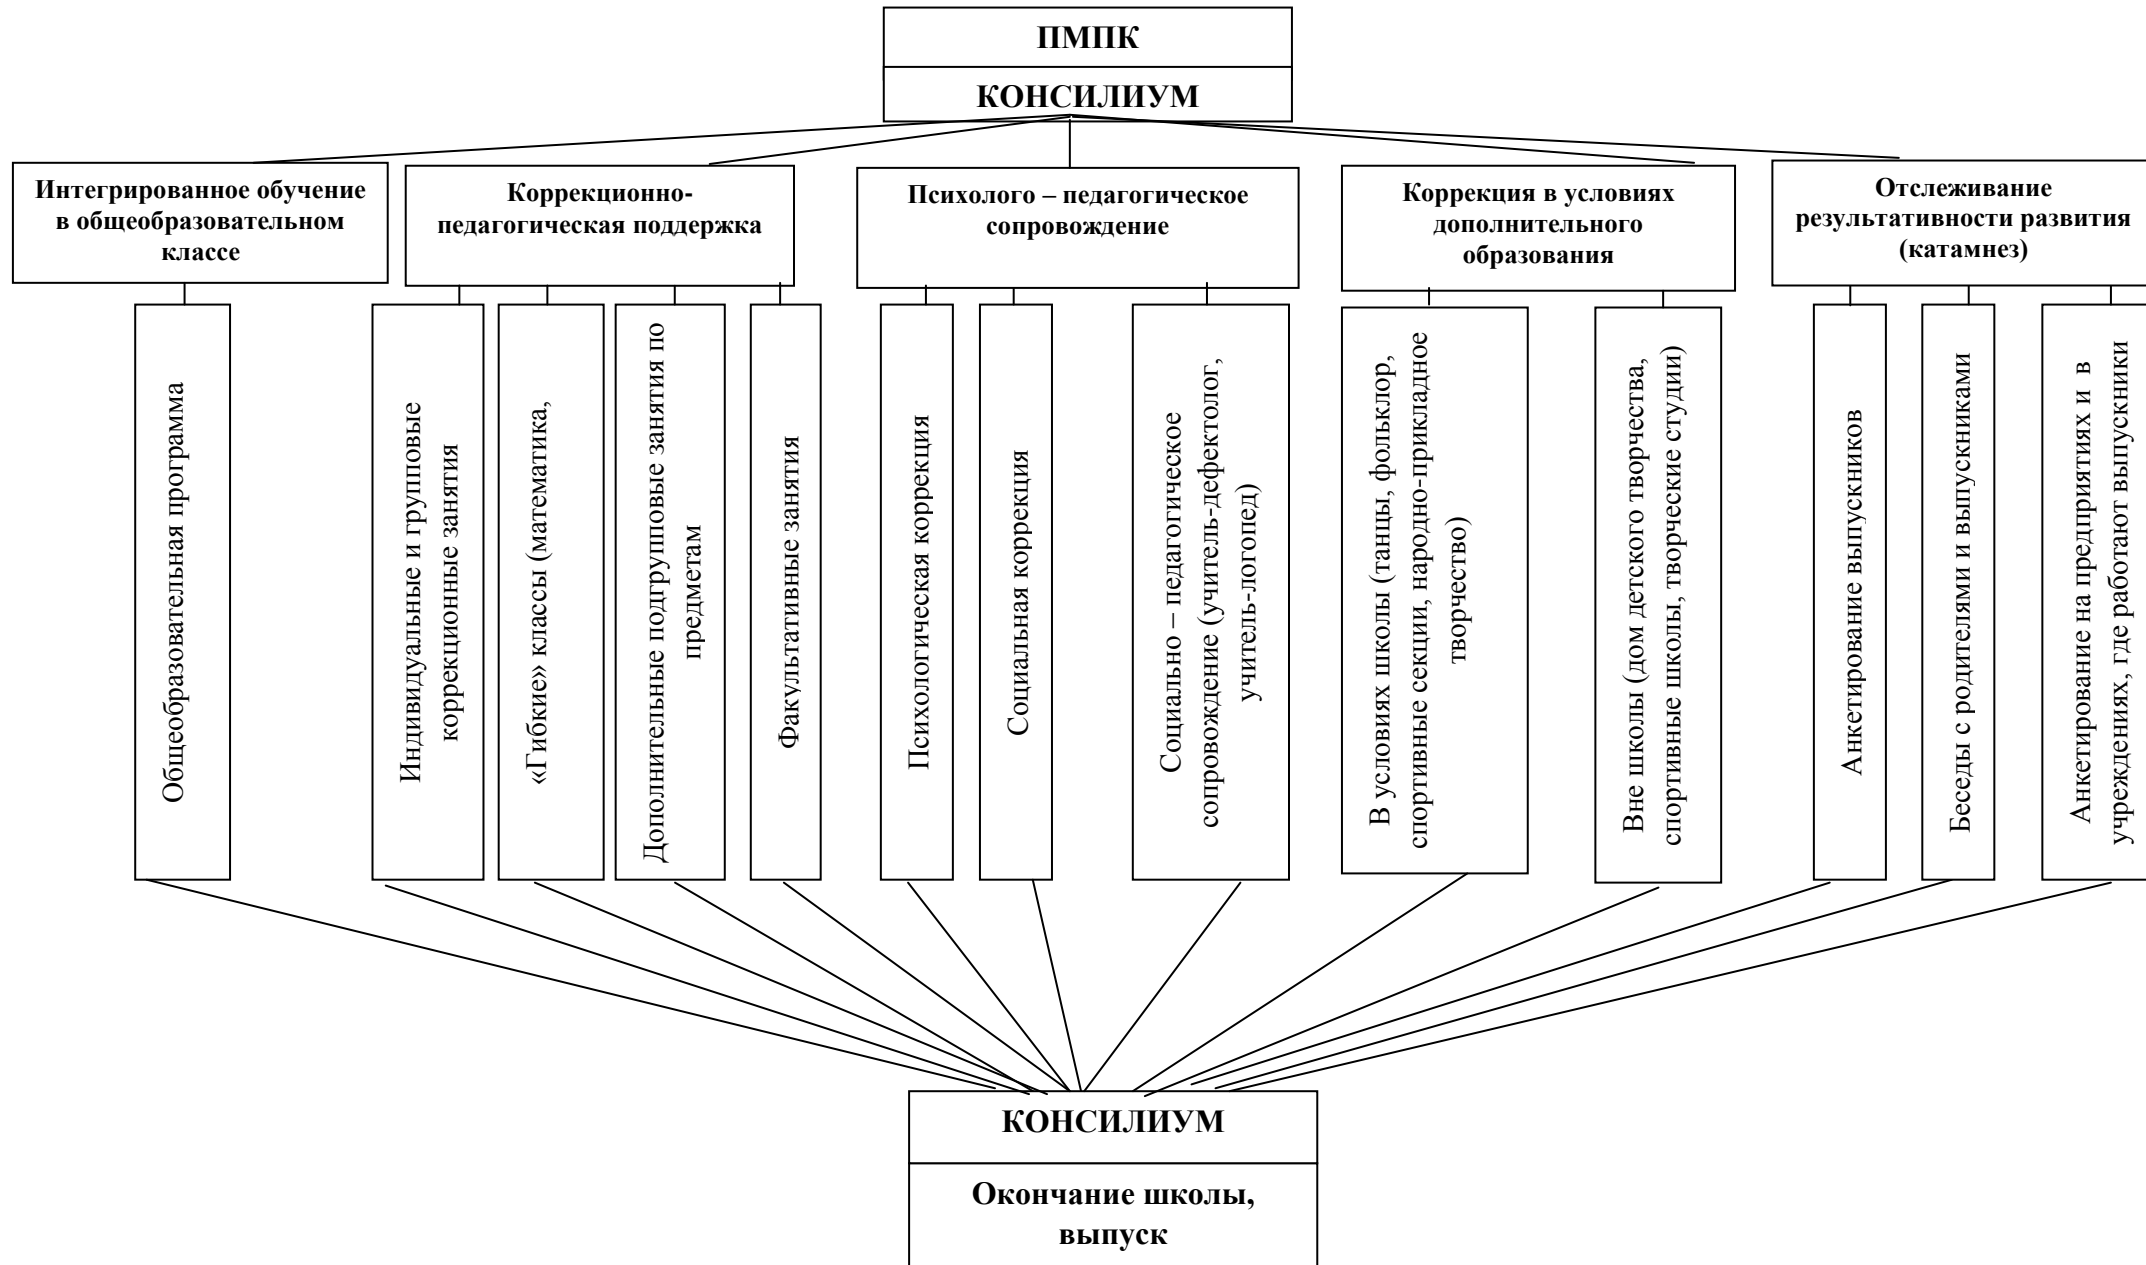 ПМПК
КОНСИЛИУМ
Интегрированное обучение
в общеобразовательном
классе
Коррекционно-
педагогическая поддержка
Психолого – педагогическое
сопровождение
Коррекция в условиях
дополнительного
образования
Отслеживание
результативности развития
(катамнез)
Общеобразовательная программа
Индивидуальные и групповые
коррекционные занятия
«Гибкие» классы (математика,
Дополнительные подгрупповые занятия по
предметам
Факультативные занятия
Психологическая коррекция
Социальная коррекция
Социально – педагогическое
сопровождение (учитель-дефектолог,
учитель-логопед)
В условиях школы (танцы, фольклор,
спортивные секции, народно-прикладное
творчество)
Вне школы (дом детского творчества,
спортивные школы, творческие студии)
Анкетирование выпускников
Беседы с родителями и выпускниками
Анкетирование на предприятиях и в
учреждениях, где работают выпускники
КОНСИЛИУМ
Окончание школы,
выпуск